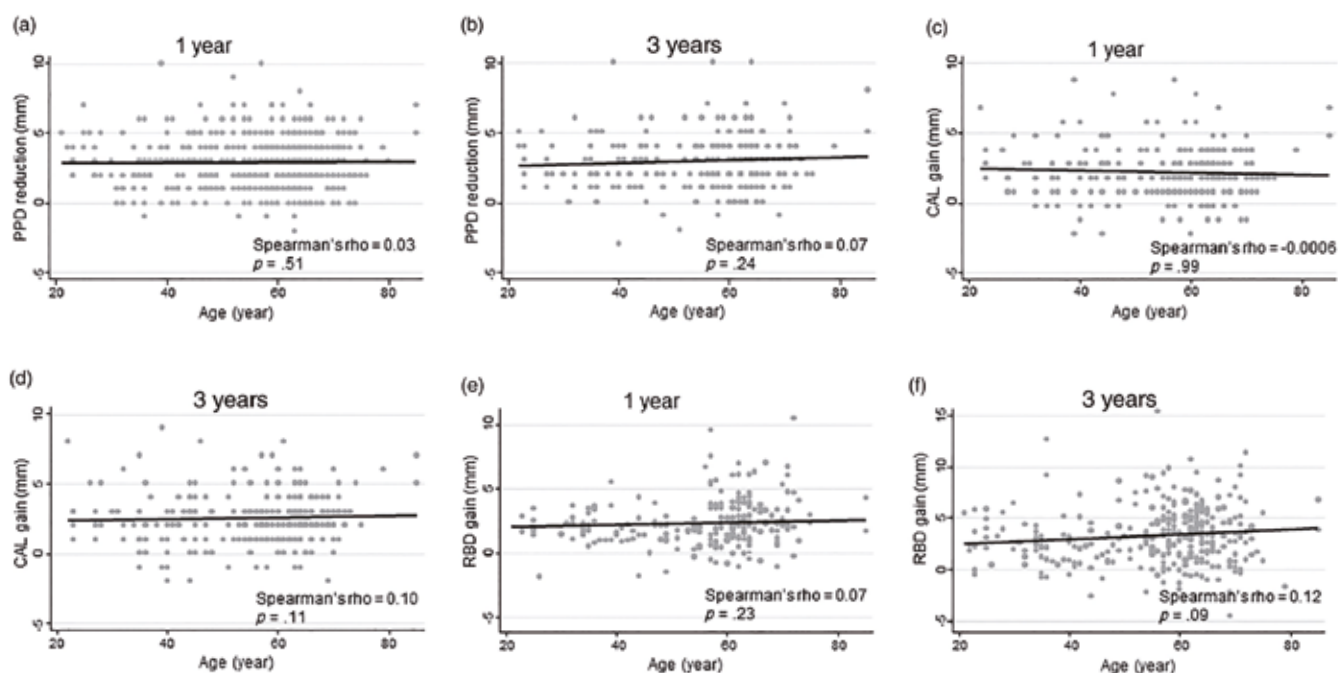 (a)
1 year
PPD reduction (mm)
10
5
0
-5
Spearman's rho = 0.03
p = .51
20 40 60 80
Age (year)
(b)
3 years
PPD reduction (mm)
10
5
0
-5
Spearman's rho = 0.07
p = .24
20 40 60 80
Age (year)
(c)
1 year
CAL gain (mm)
10
5
0
-5
Spearman's rho = -0.0006
p = .99
20 40 60 80
Age (year)
(d)
3 years
CAL gain (mm)
10
5
0
-5
Spearman's rho = 0.10
p = .11
20 40 60 80
Age (year)
(e)
1 year
RBD gain (mm)
10
5
0
-5
Spearman's rho = 0.07
p = .23
20 40 60 80
Age (year)
(f)
3 years
RBD gain (mm)
15
10
5
0
-5
Spearman's rho = 0.12
p = .09
20 40 60 80
Age (year)